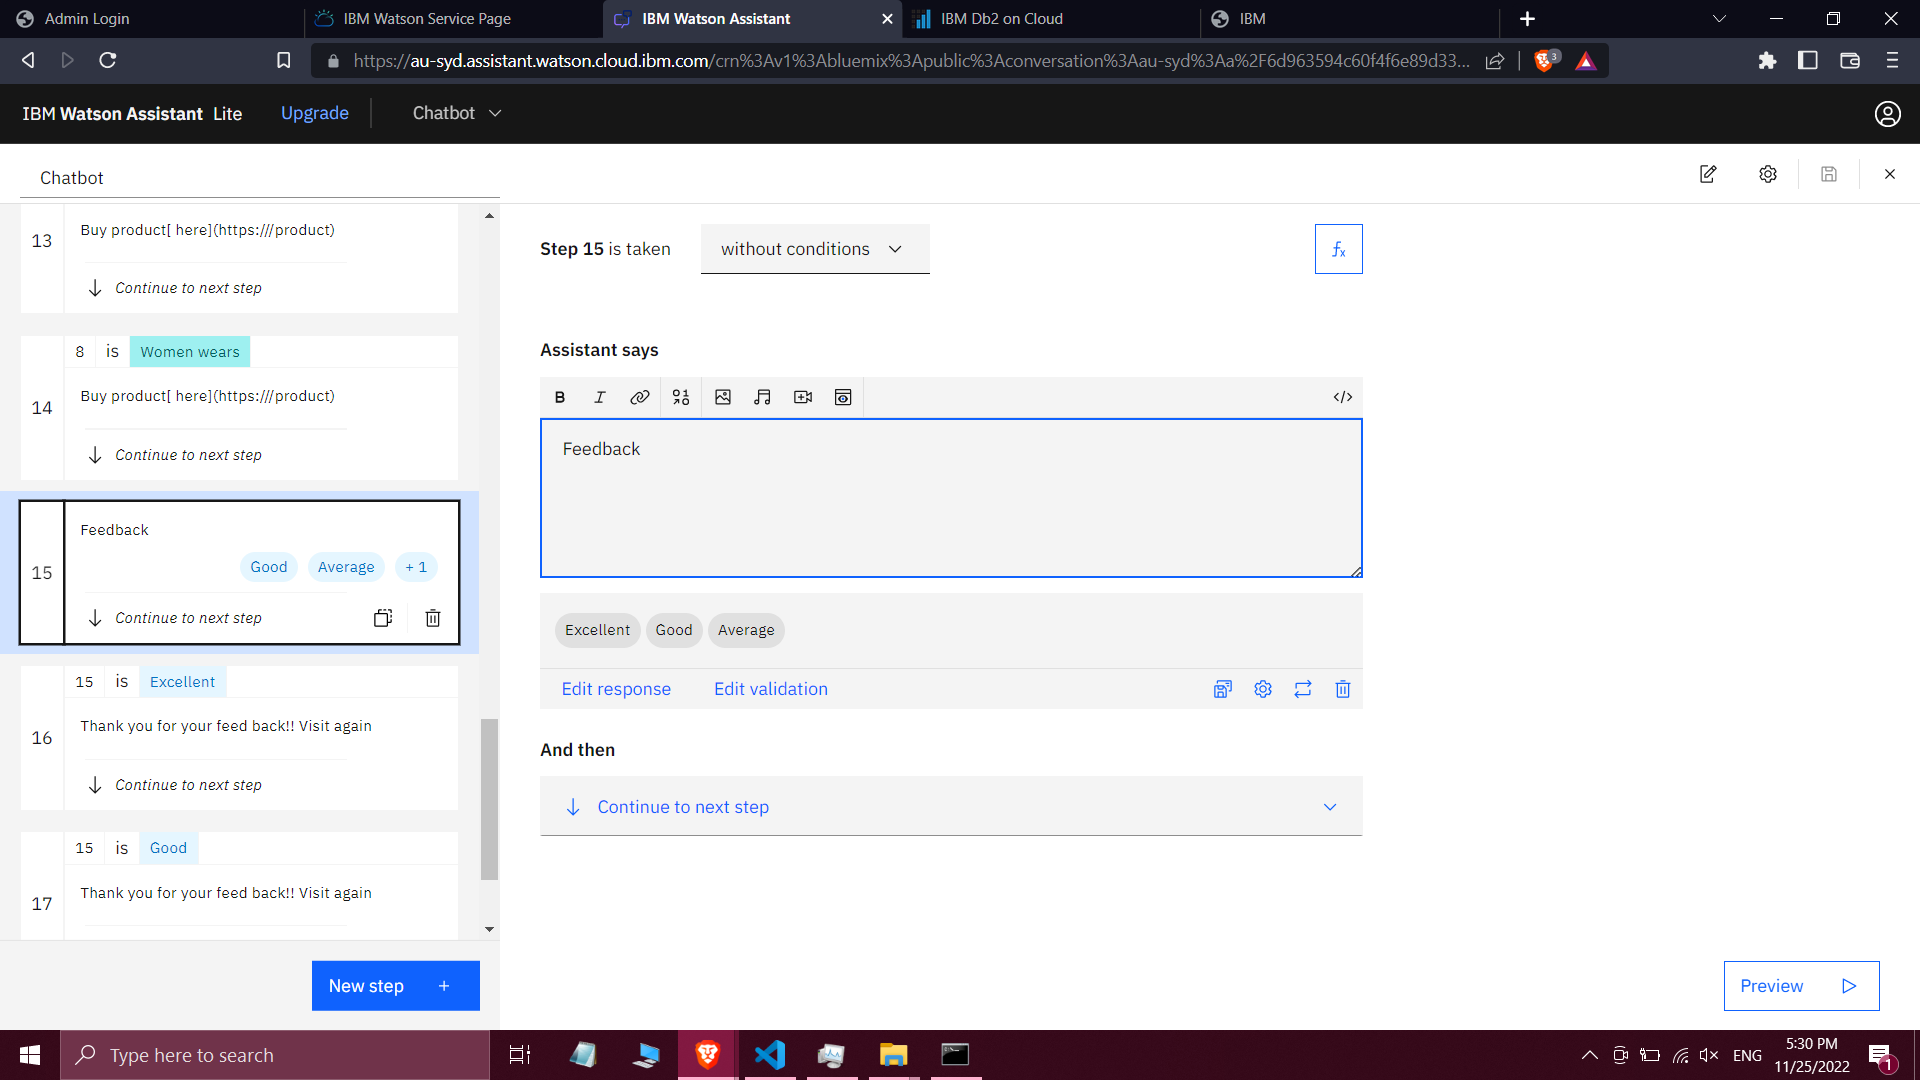 Admin Login
IBM Watson Service Page
IBM Watson Assistant
IBM Db2 on Cloud
IBM
https://au-syd.assistant.watson.cloud.ibm.com/crn%3Av1%3Abluemix%3Apublic%3Aconversation%3Aau-syd%3Aa%2F6d963594c60f4f6e89d33...
3
IBM Watson Assistant Lite
Upgrade
Chatbot
Chatbot
13
Buy product[ here](https:///product)
Continue to next step
8 is Women wears
14
Buy product[ here](https:///product)
Continue to next step
15
Feedback
Good Average + 1
Continue to next step
15 is Excellent
16
Thank you for your feed back!! Visit again
Continue to next step
15 is Good
17
Thank you for your feed back!! Visit again
New step +
Step 15 is taken
without conditions
fx
Assistant says
B I </>
Feedback
Excellent Good Average
Edit response Edit validation
And then
Continue to next step
Preview
Type here to search
ENG
5:30 PM
11/25/2022
1